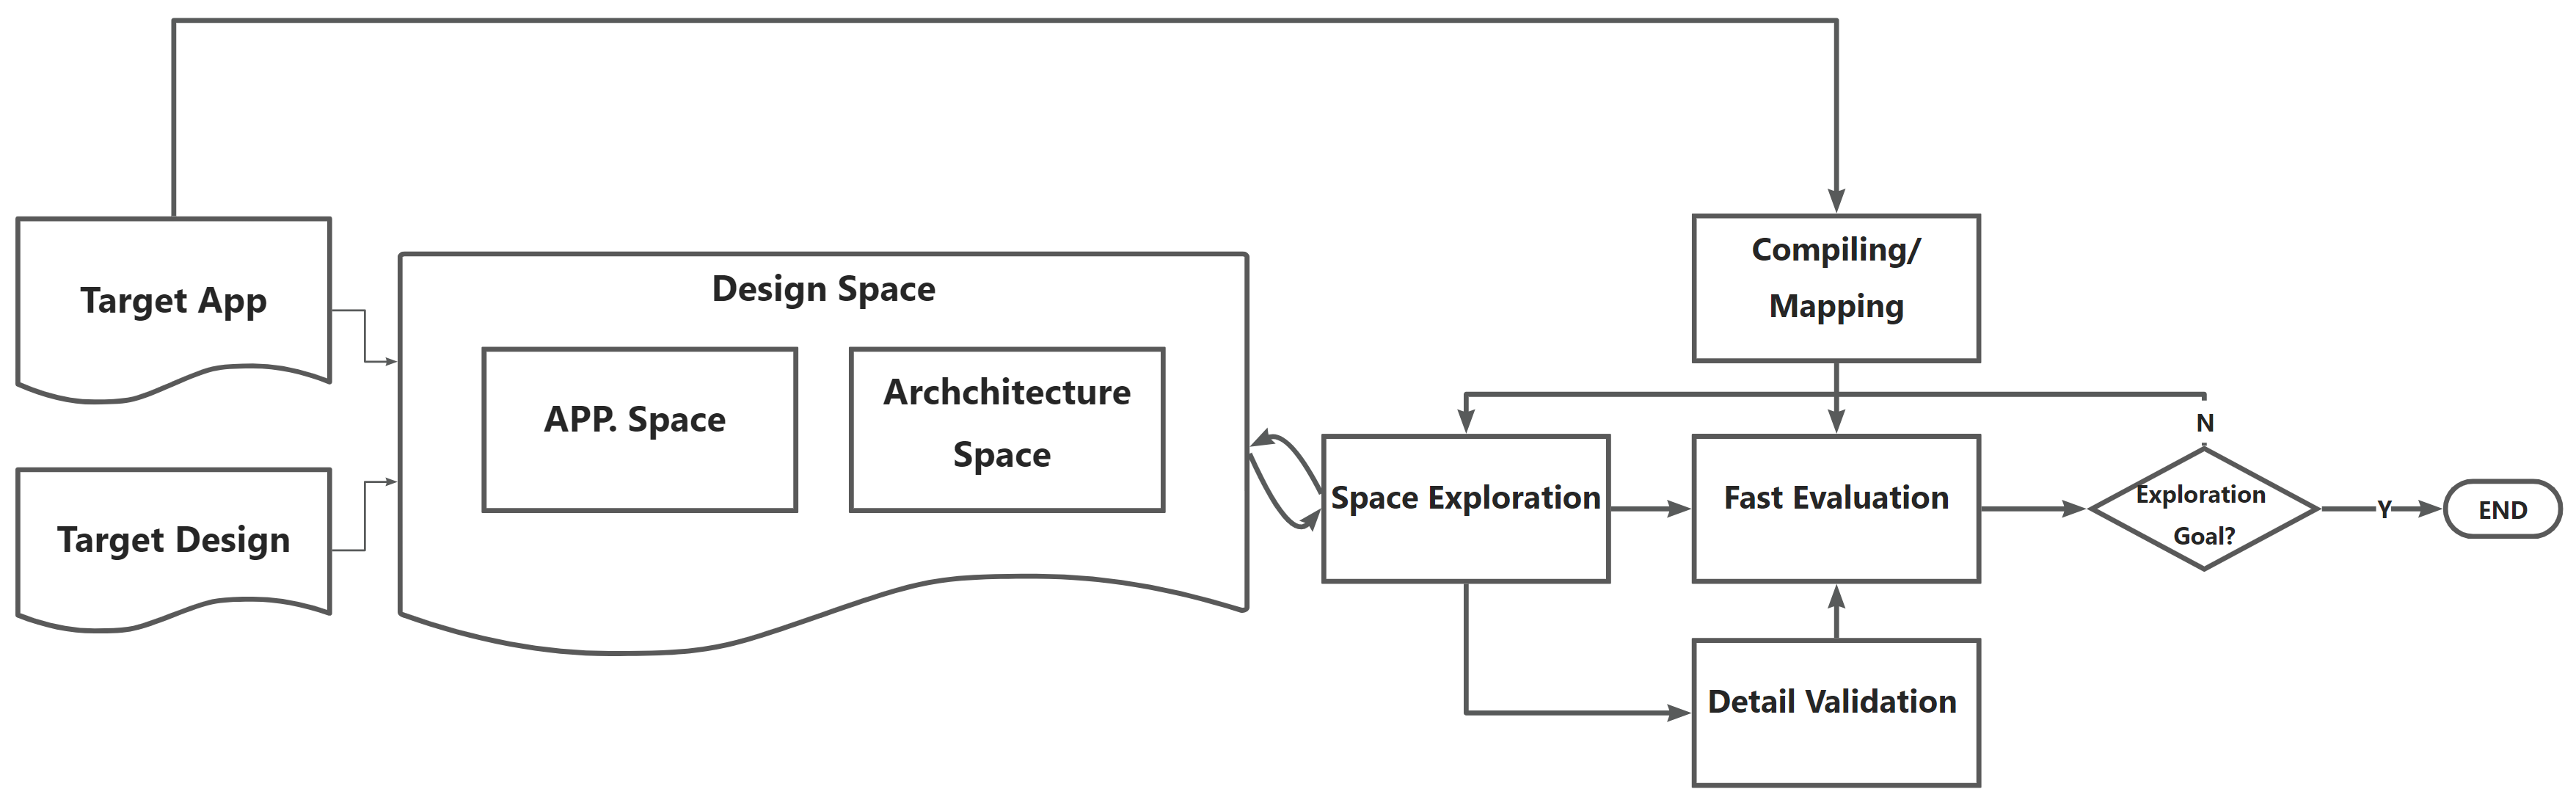 Target App
Target Design
Design Space
APP. Space
Archchitecture
Space
Compiling/
Mapping
Space Exploration
Fast Evaluation
Detail Validation
N
Exploration
Goal?
Y
END